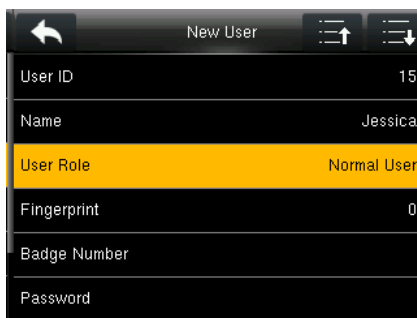 New User
User ID 15
Name Jessica
User Role Normal User
Fingerprint 0
Badge Number
Password